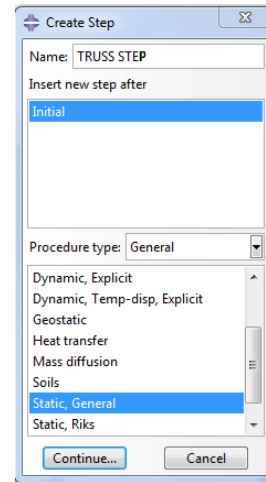 Create Step
Name: TRUSS STEP
Insert new step after
Initial
Procedure type: General
Dynamic, Explicit
Dynamic, Temp-disp, Explicit
Geostatic
Heat transfer
Mass diffusion
Soils
Static, General
Static, Riks
Continue... Cancel